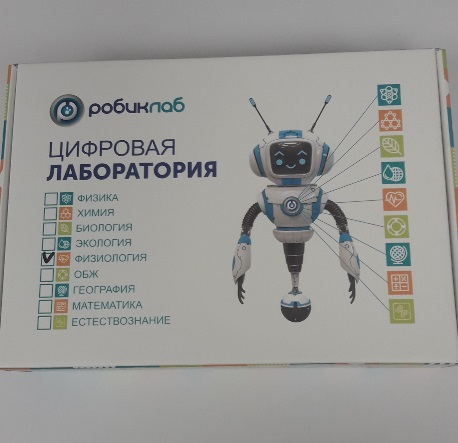 робиклаб
ЦИФРОВАЯ
ЛАБОРАТОРИЯ
ФИЗИКА
ХИМИЯ
БИОЛОГИЯ
ЭКОЛОГИЯ
ФИЗИОЛОГИЯ
ОБЖ
ГЕОГРАФИЯ
МАТЕМАТИКА
ЕСТЕСТВОЗНАНИЕ